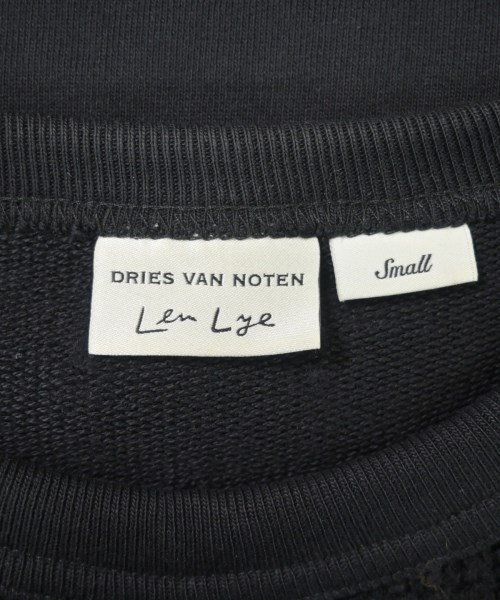 DRIES VAN NOTEN
Len Lye
Small